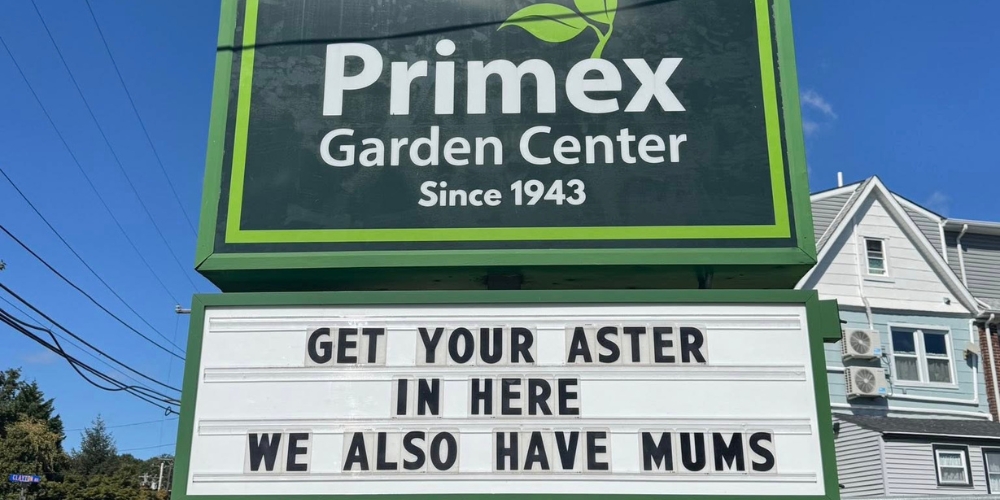 Primex
Garden Center
Since 1943
GET YOUR ASTER
IN HERE
WE ALSO HAVE MUMS